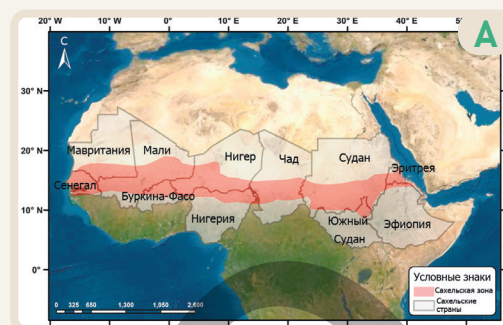 20° W
10° W
0°
10° E
20° E
30° E
40° E
A
С
30° N
20° N
10° N
0°
Мавритания
Мали
Нигер
Чад
Судан
Эритрея
Сенегал
Буркина-Фасо
Нигерия
Южный
Судан
Эфиопия
Условные знаки
Сахельская зона
Сахельские
страны
0 325 650 1,300 1,950 2,600